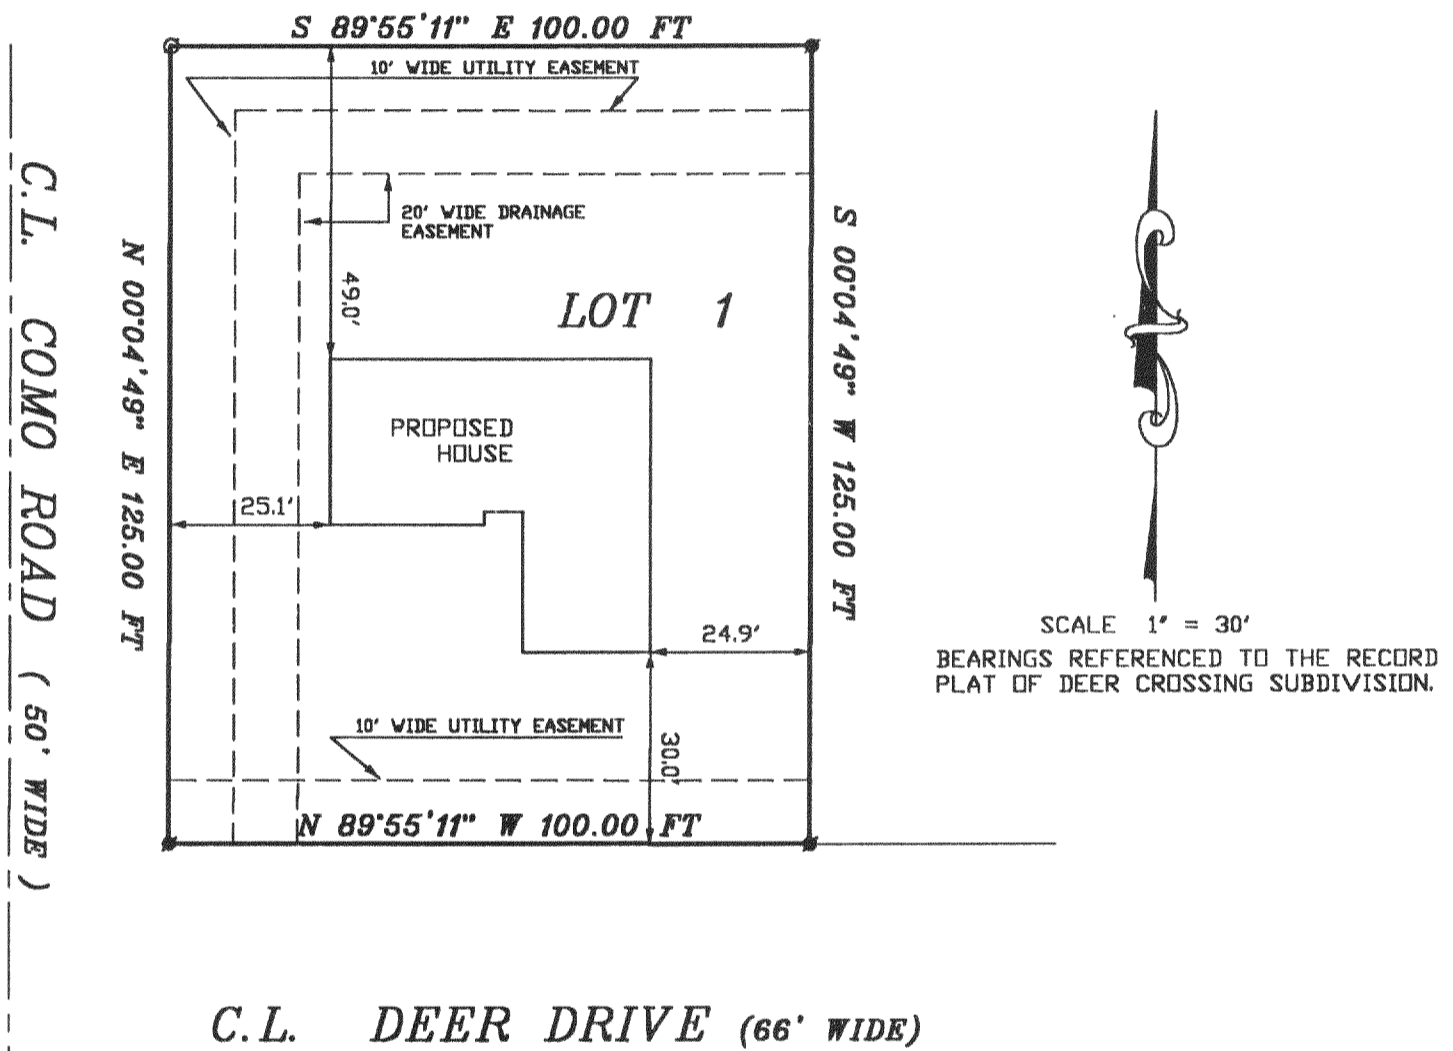 S 89°55'11" E 100.00 FT
10' WIDE UTILITY EASEMENT
20' WIDE DRAINAGE
EASEMENT
C.L. COMO ROAD ( 50' WIDE )
N 00°04'49" E 125.00 FT
49.0'
LOT 1
S 00°04'49" W 125.00 FT
PROPOSED
HOUSE
25.1'
24.9'
10' WIDE UTILITY EASEMENT
30.0'
N 89°55'11" W 100.00 FT
SCALE 1" = 30'
BEARINGS REFERENCED TO THE RECORD
PLAT OF DEER CROSSING SUBDIVISION.
C.L. DEER DRIVE (66' WIDE)